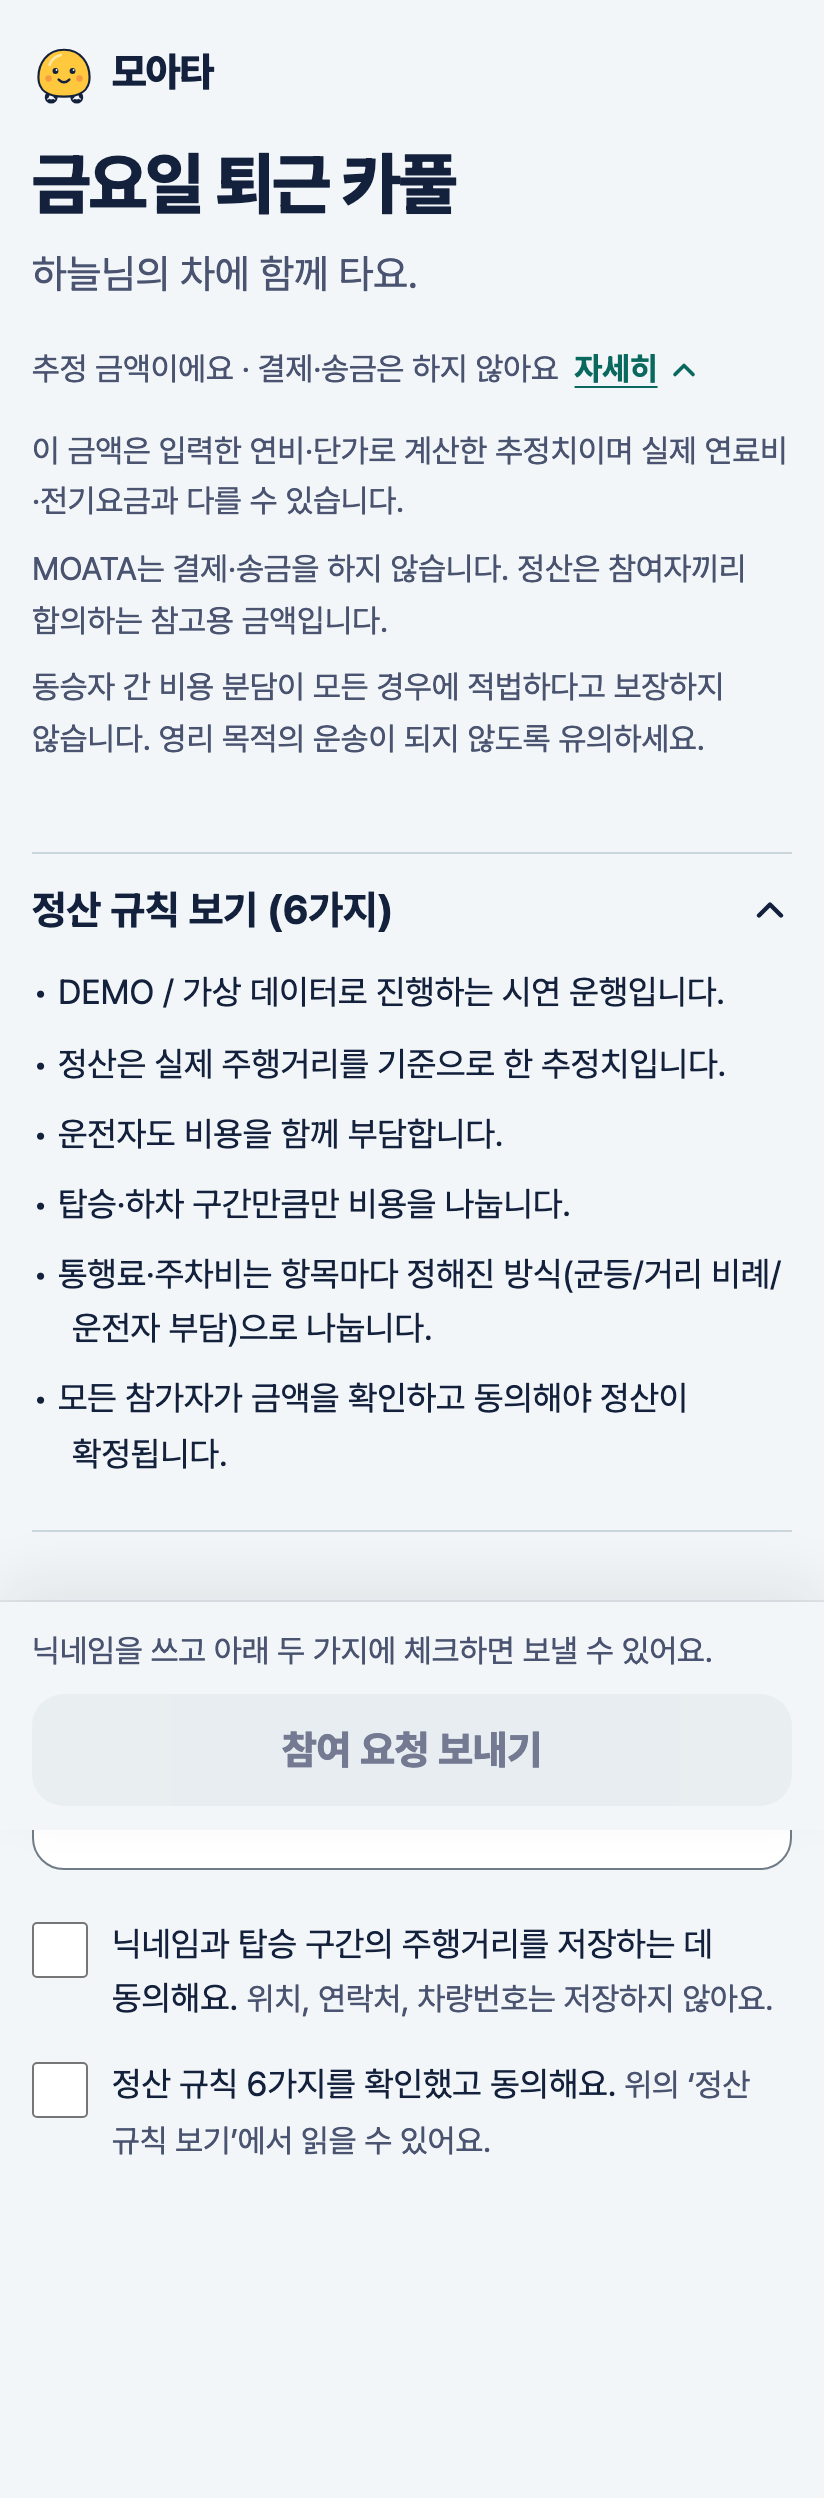 모아타
금요일 퇴근 카풀
하늘님의 차에 함께 타요.
추정 금액이에요 · 결제·송금은 하지 않아요 자세히
이 금액은 입력한 연비·단가로 계산한 추정치이며 실제 연료비
·전기요금과 다를 수 있습니다.
MOATA는 결제·송금을 하지 않습니다. 정산은 참여자끼리
합의하는 참고용 금액입니다.
동승자 간 비용 분담이 모든 경우에 적법하다고 보장하지
않습니다. 영리 목적의 운송이 되지 않도록 유의하세요.
정산 규칙 보기 (6가지)
• DEMO / 가상 데이터로 진행하는 시연 운행입니다.
• 정산은 실제 주행거리를 기준으로 한 추정치입니다.
• 운전자도 비용을 함께 부담합니다.
• 탑승·하차 구간만큼만 비용을 나눕니다.
• 통행료·주차비는 항목마다 정해진 방식(균등/거리 비례/
운전자 부담)으로 나눕니다.
• 모든 참가자가 금액을 확인하고 동의해야 정산이
확정됩니다.
닉네임을 쓰고 아래 두 가지에 체크하면 보낼 수 있어요.
참여 요청 보내기
닉네임과 탑승 구간의 주행거리를 저장하는 데
동의해요. 위치, 연락처, 차량번호는 저장하지 않아요.
정산 규칙 6가지를 확인했고 동의해요. 위의 ‘정산
규칙 보기’에서 읽을 수 있어요.